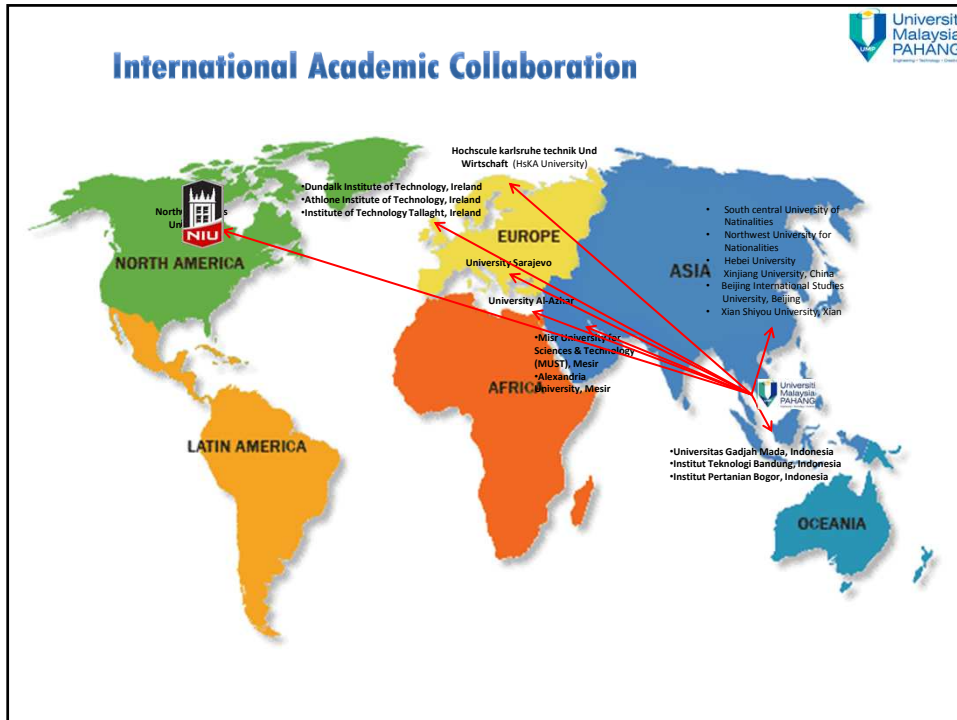 Universiti
Malaysia
PAHANG
UMP
International Academic Collaboration
Hochscule karlsruhe technik Und
Wirtschaft (HsKA University)
•Dundalk Institute of Technology, Ireland
•Athlone Institute of Technology, Ireland
•Institute of Technology Tallaght, Ireland
NIU
NORTH AMERICA
EUROPE
University Sarajevo
University Al-Azhar
ASIA
• South central University of
Natinalities
• Northwest University for
Nationalities
• Hebei University
Xinjiang University, China
• Beijing International Studies
University, Beijing
• Xian Shiyou University, Xian
•Misr University for
Sciences & Technology
(MUST), Mesir
•Alexandria
University, Mesir
AFRICA
Universiti
Malaysia
PAHANG
LATIN AMERICA
•Universitas Gadjah Mada, Indonesia
•Institut Teknologi Bandung, Indonesia
•Institut Pertanian Bogor, Indonesia
OCEANIA